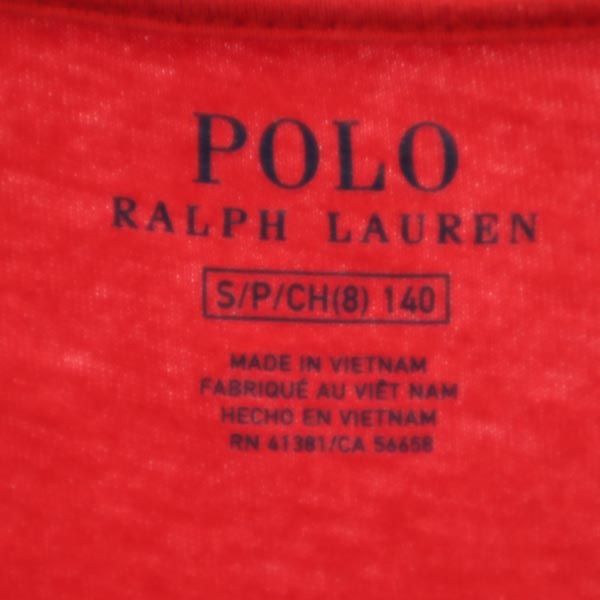 POLO
RALPH LAUREN
S/P/CH(8) 140
MADE IN VIETNAM
FABRIQUÉ AU VIÊT NAM
HECHO EN VIETNAM
RN 41381/CA 56658